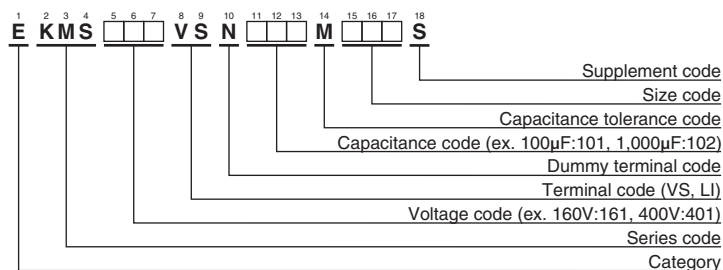 1 2 3 4 5 6 7 8 9 10 11 12 13 14 15 16 17 18
E KMS □□□ VS N □□□ M □□□ S
Supplement code
Size code
Capacitance tolerance code
Capacitance code (ex. 100µF:101, 1,000µF:102)
Dummy terminal code
Terminal code (VS, LI)
Voltage code (ex. 160V:161, 400V:401)
Series code
Category